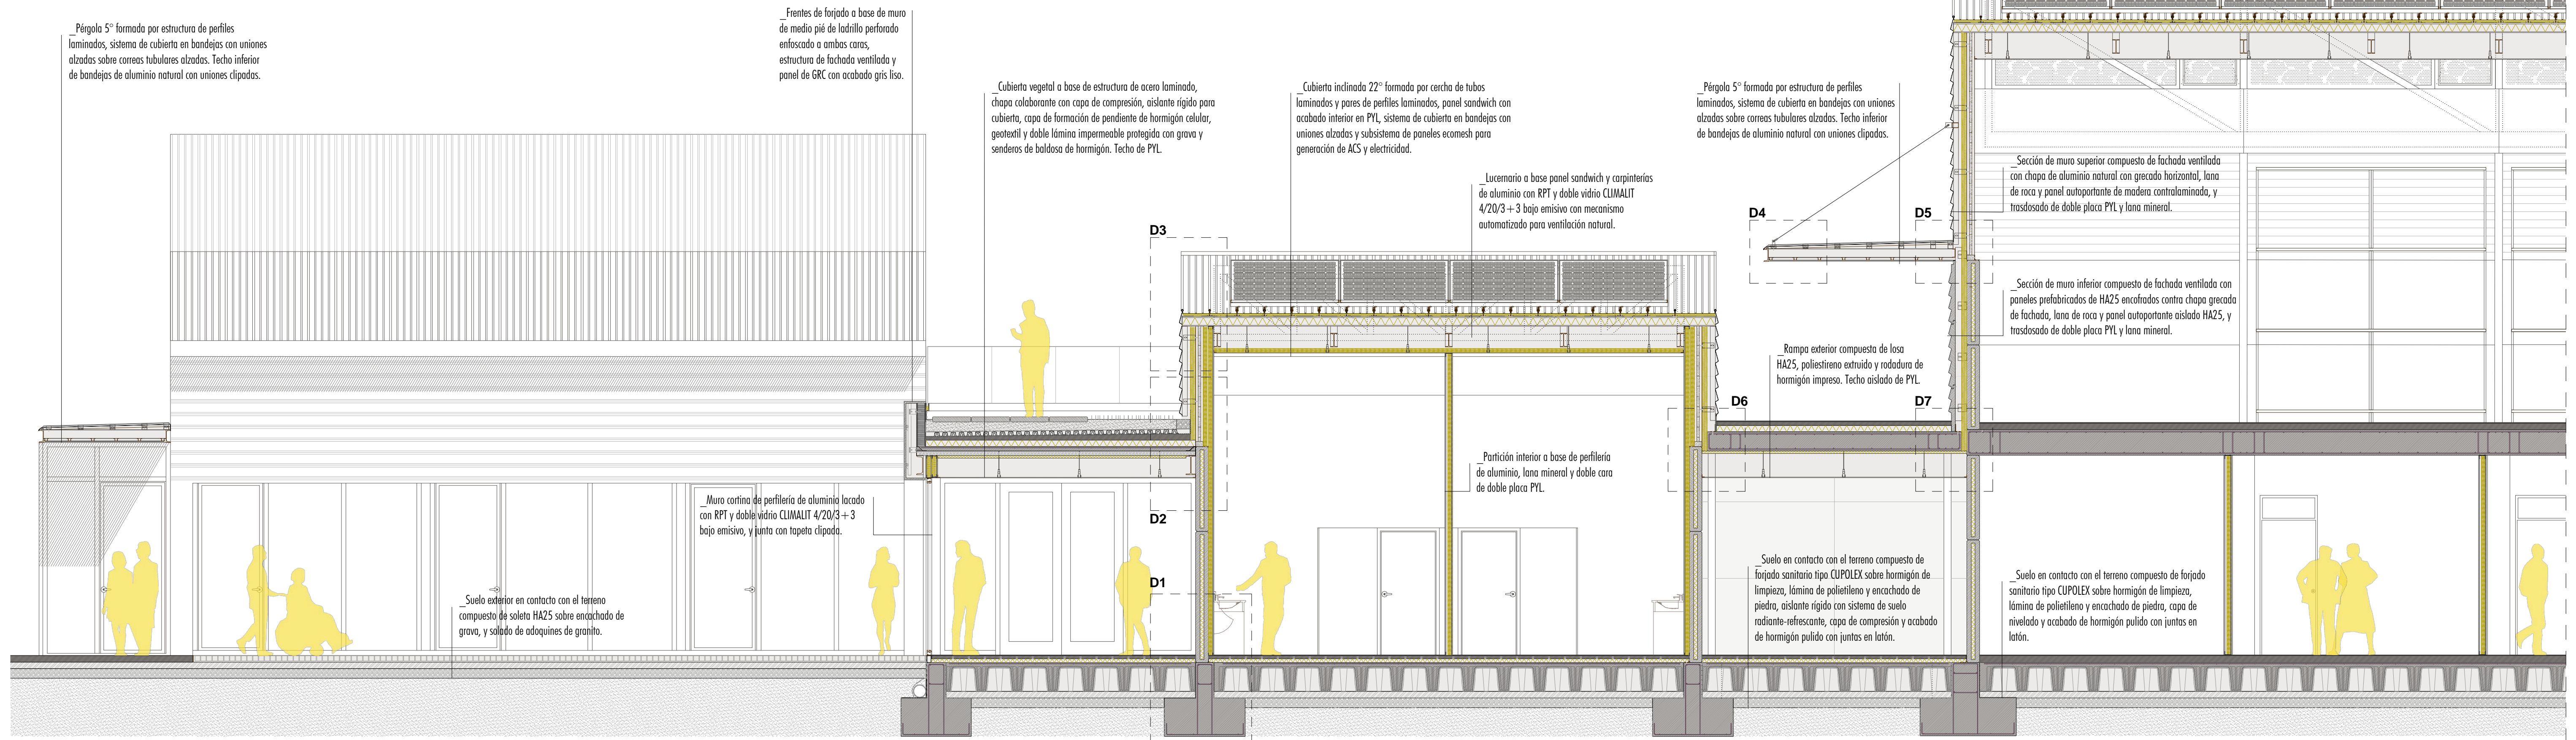 _Pérgola 5° formada por estructura de perfiles
laminados, sistema de cubierta en bandejas con uniones
alzadas sobre correas tubulares alzadas. Techo inferior
de bandejas de aluminio natural con uniones clipadas.
_Frentes de forjado a base de muro
de medio pié de ladrillo perforado
enfoscado a ambas caras,
estructura de fachada ventilada y
panel de GRC con acabado gris liso.
_Cubierta vegetal a base de estructura de acero laminado,
chapa colaborante con capa de compresión, aislante rígido para
cubierta, capa de formación de pendiente de hormigón celular,
geotextil y doble lámina impermeable protegida con grava y
senderos de baldosa de hormigón. Techo de PYL.
_Cubierta inclinada 22° formada por cercha de tubos
laminados y pares de perfiles laminados, panel sandwich con
acabado interior en PYL, sistema de cubierta en bandejas con
uniones alzadas y subsistema de paneles ecomesh para
generación de ACS y electricidad.
_Lucernario a base panel sandwich y carpinterías
de aluminio con RPT y doble vidrio CLIMALIT
4/20/3+3 bajo emisivo con mecanismo
automatizado para ventilación natural.
_Pérgola 5° formada por estructura de perfiles
laminados, sistema de cubierta en bandejas con uniones
alzadas sobre correas tubulares alzadas. Techo inferior
de bandejas de aluminio natural con uniones clipadas.
_Sección de muro superior compuesto de fachada ventilada
con chapa de aluminio natural con grecado horizontal, lana
de roca y panel autoportante de madera contralaminada, y
trasdosado de doble placa PYL y lana mineral.
D3
D4
D5
_Sección de muro inferior compuesto de fachada ventilada con
paneles prefabricados de HA25 encofrados contra chapa grecada
de fachada, lana de roca y panel autoportante aislado HA25, y
trasdosado de doble placa PYL y lana mineral.
_Rampa exterior compuesta de losa
HA25, poliestireno extruido y rodadura de
hormigón impreso. Techo aislado de PYL.
D6
D7
_Partición interior a base de perfilería
de aluminio, lana mineral y doble cara
de doble placa PYL.
_Muro cortina de perfilería de aluminio lacado
con RPT y doble vidrio CLIMALIT 4/20/3+3
bajo emisivo, y junta con tapeta clipada.
D2
D1
_Suelo exterior en contacto con el terreno
compuesto de soleta HA25 sobre encachado de
grava, y solado de adoquines de granito.
_Suelo en contacto con el terreno compuesto de
forjado sanitario tipo CUPOLEX sobre hormigón de
limpieza, lámina de polietileno y encachado de
piedra, aislante rígido con sistema de suelo
radiante-refrescante, capa de compresión y acabado
de hormigón pulido con juntas en latón.
_Suelo en contacto con el terreno compuesto de forjado
sanitario tipo CUPOLEX sobre hormigón de limpieza,
lámina de polietileno y encachado de piedra, capa de
nivelado y acabado de hormigón pulido con juntas en
latón.